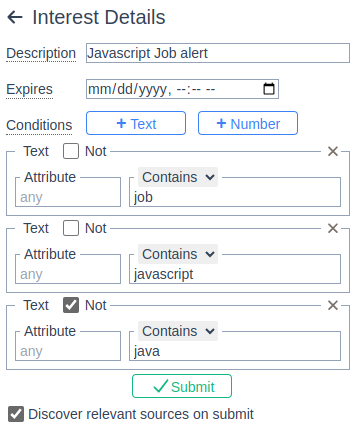 Interest Details
Description Javascript Job alert
Expires mm/dd/yyyy, --:-- --
Conditions + Text + Number
Text Not
Attribute Contains
any job
Text Not
Attribute Contains
any javascript
Text Not
Attribute Contains
any java
Submit
Discover relevant sources on submit